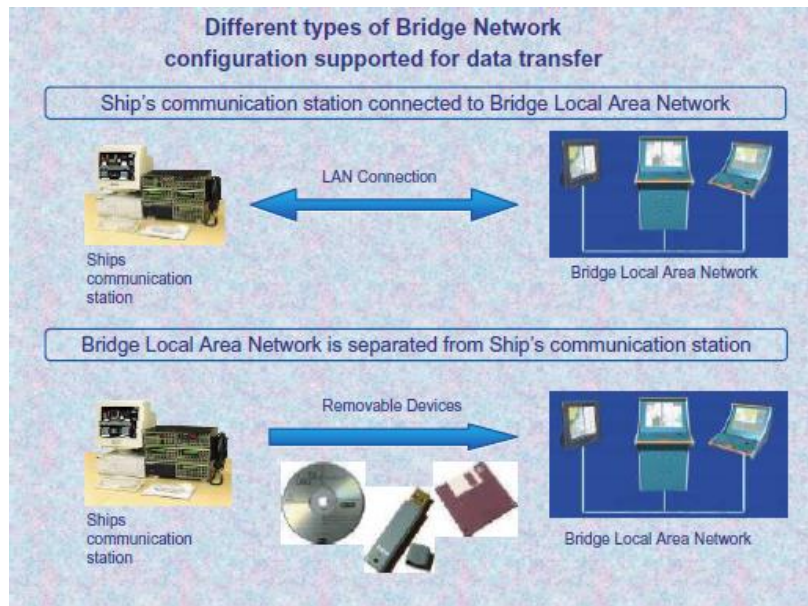 Different types of Bridge Network
configuration supported for data transfer
Ship's communication station connected to Bridge Local Area Network
LAN Connection
Ships
communication
station
Bridge Local Area Network
Bridge Local Area Network is separated from Ship's communication station
Removable Devices
Ships
communication
station
Bridge Local Area Network